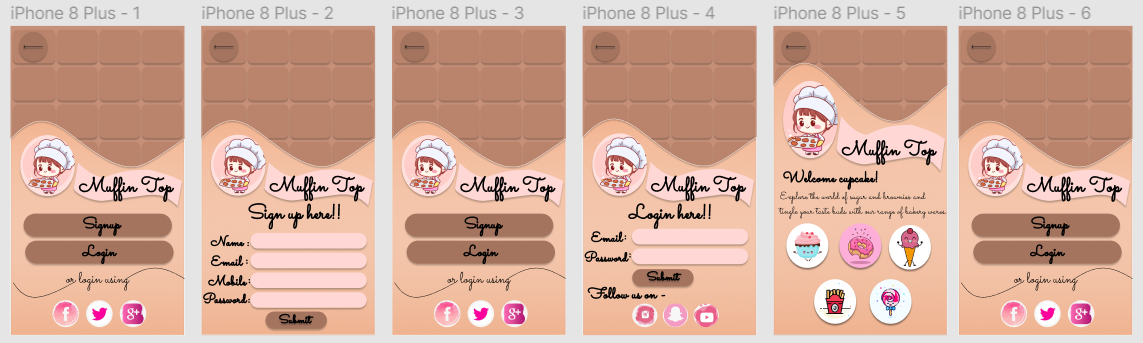 iPhone 8 Plus - 1
Muffin Top
Signup
Login
or login using
f
g+
iPhone 8 Plus - 2
Muffin Top
Sign up here!!
Name :
Email :
Mobile:
Password:
Submit
iPhone 8 Plus - 3
Muffin Top
Signup
Login
or login using
f
g+
iPhone 8 Plus - 4
Muffin Top
Login here!!
Email:
Password:
Submit
Follow us on -
iPhone 8 Plus - 5
Muffin Top
Welcome cupcake!
Explore the world of sugar and brownies and
tingle your taste buds with our range of bakery wares.
iPhone 8 Plus - 6
Muffin Top
Signup
Login
or login using
f
g+